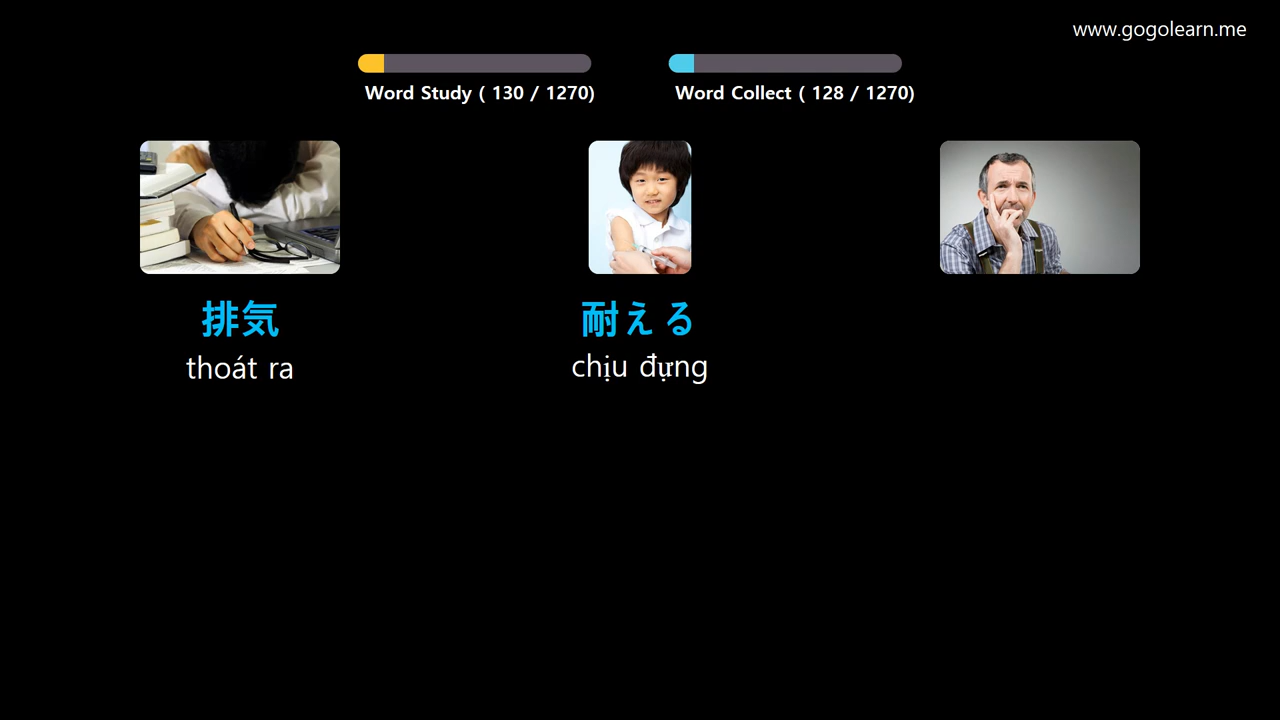 www.gogolearn.me
Word Study ( 130 / 1270)
Word Collect ( 128 / 1270)
排気
thoát ra
耐える
chịu đựng